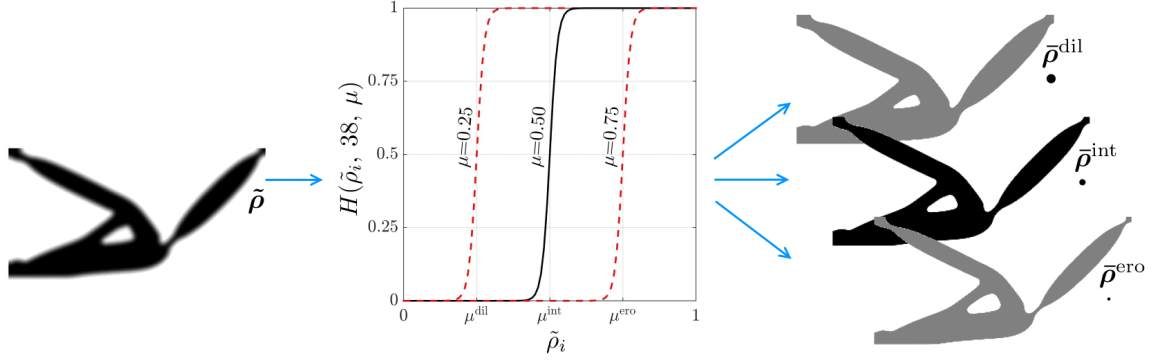 ρ̃
H(ρ̃ᵢ, 38, μ)
1
0.75
0.5
0.25
0
μ=0.25
μ=0.50
μ=0.75
0 μ^dil μ^int μ^ero 1
ρ̃ᵢ
ρ̄^dil
ρ̄^int
ρ̄^ero